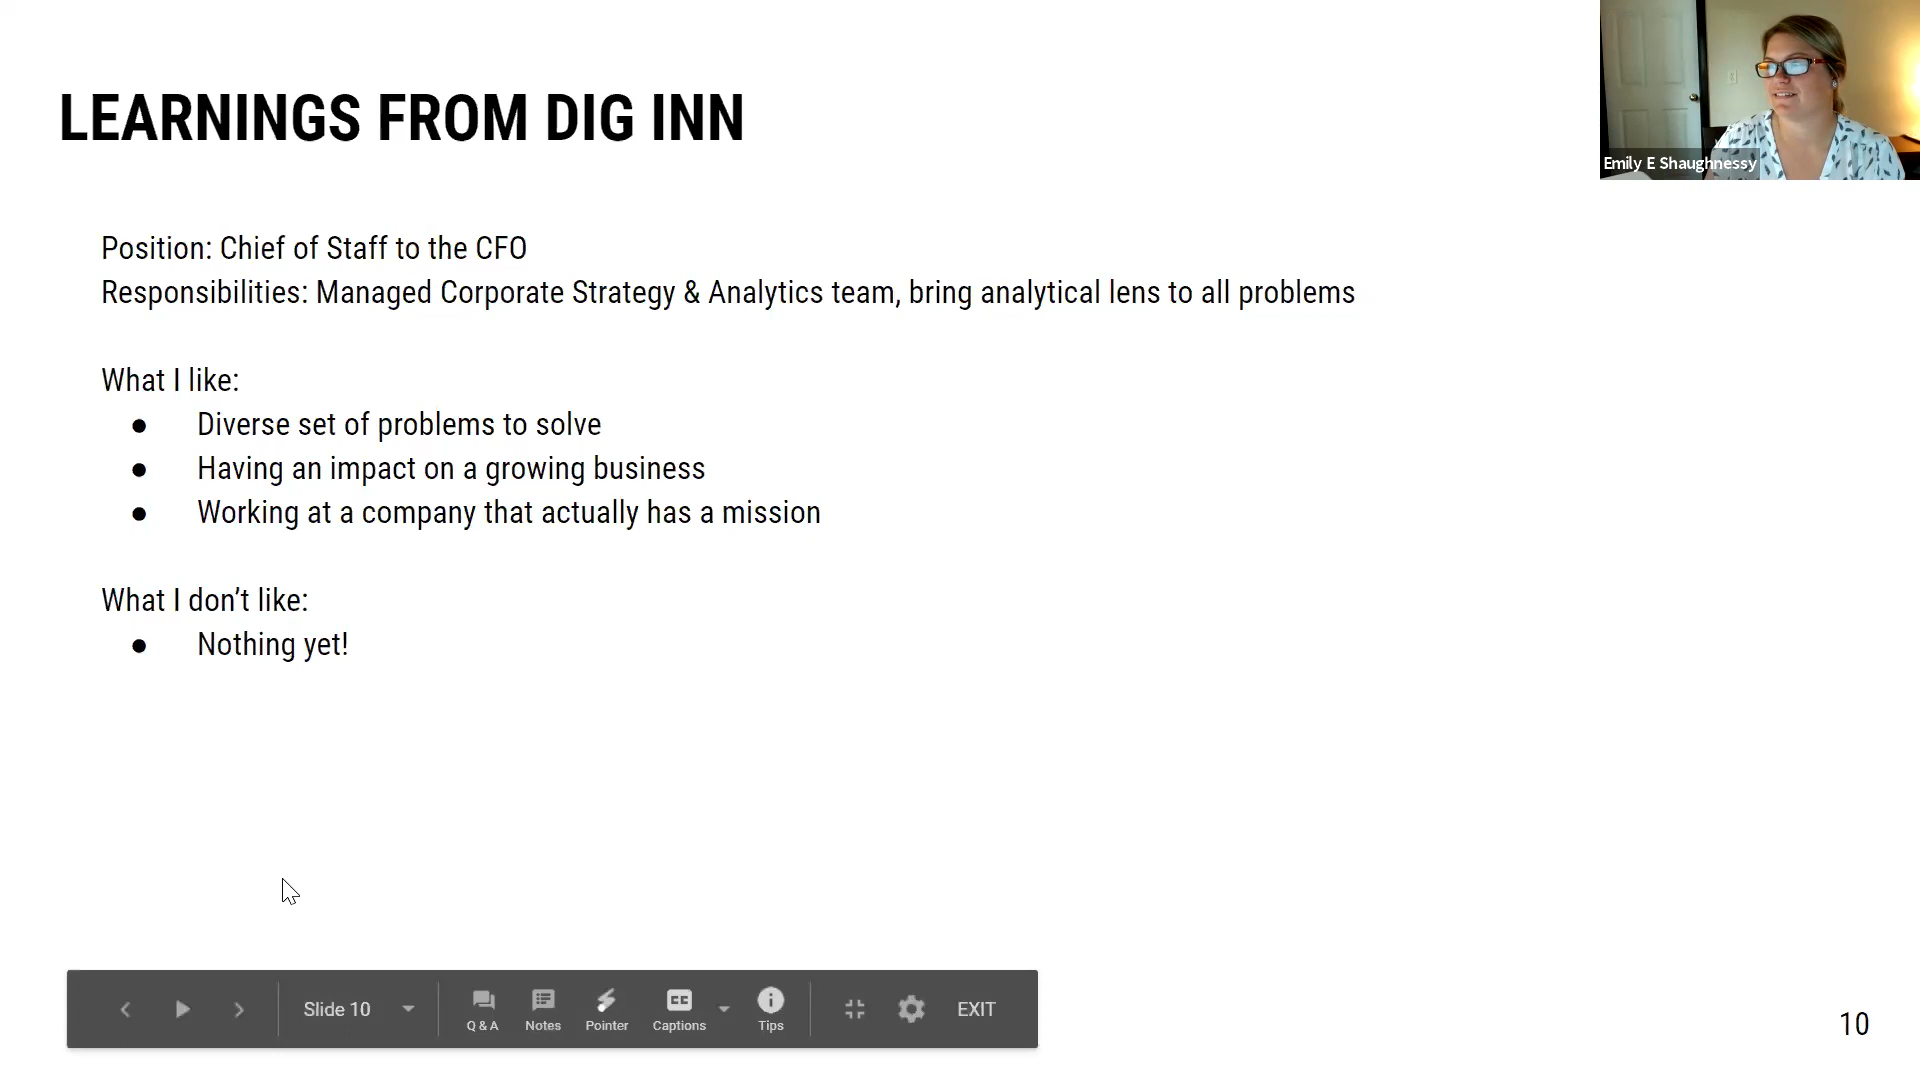 LEARNINGS FROM DIG INN
Emily E Shaughnessy
Position: Chief of Staff to the CFO
Responsibilities: Managed Corporate Strategy & Analytics team, bring analytical lens to all problems
What I like:
● Diverse set of problems to solve
● Having an impact on a growing business
● Working at a company that actually has a mission
What I don’t like:
● Nothing yet!
Slide 10
Q & A
Notes
Pointer
CC
Captions
Tips
EXIT
10